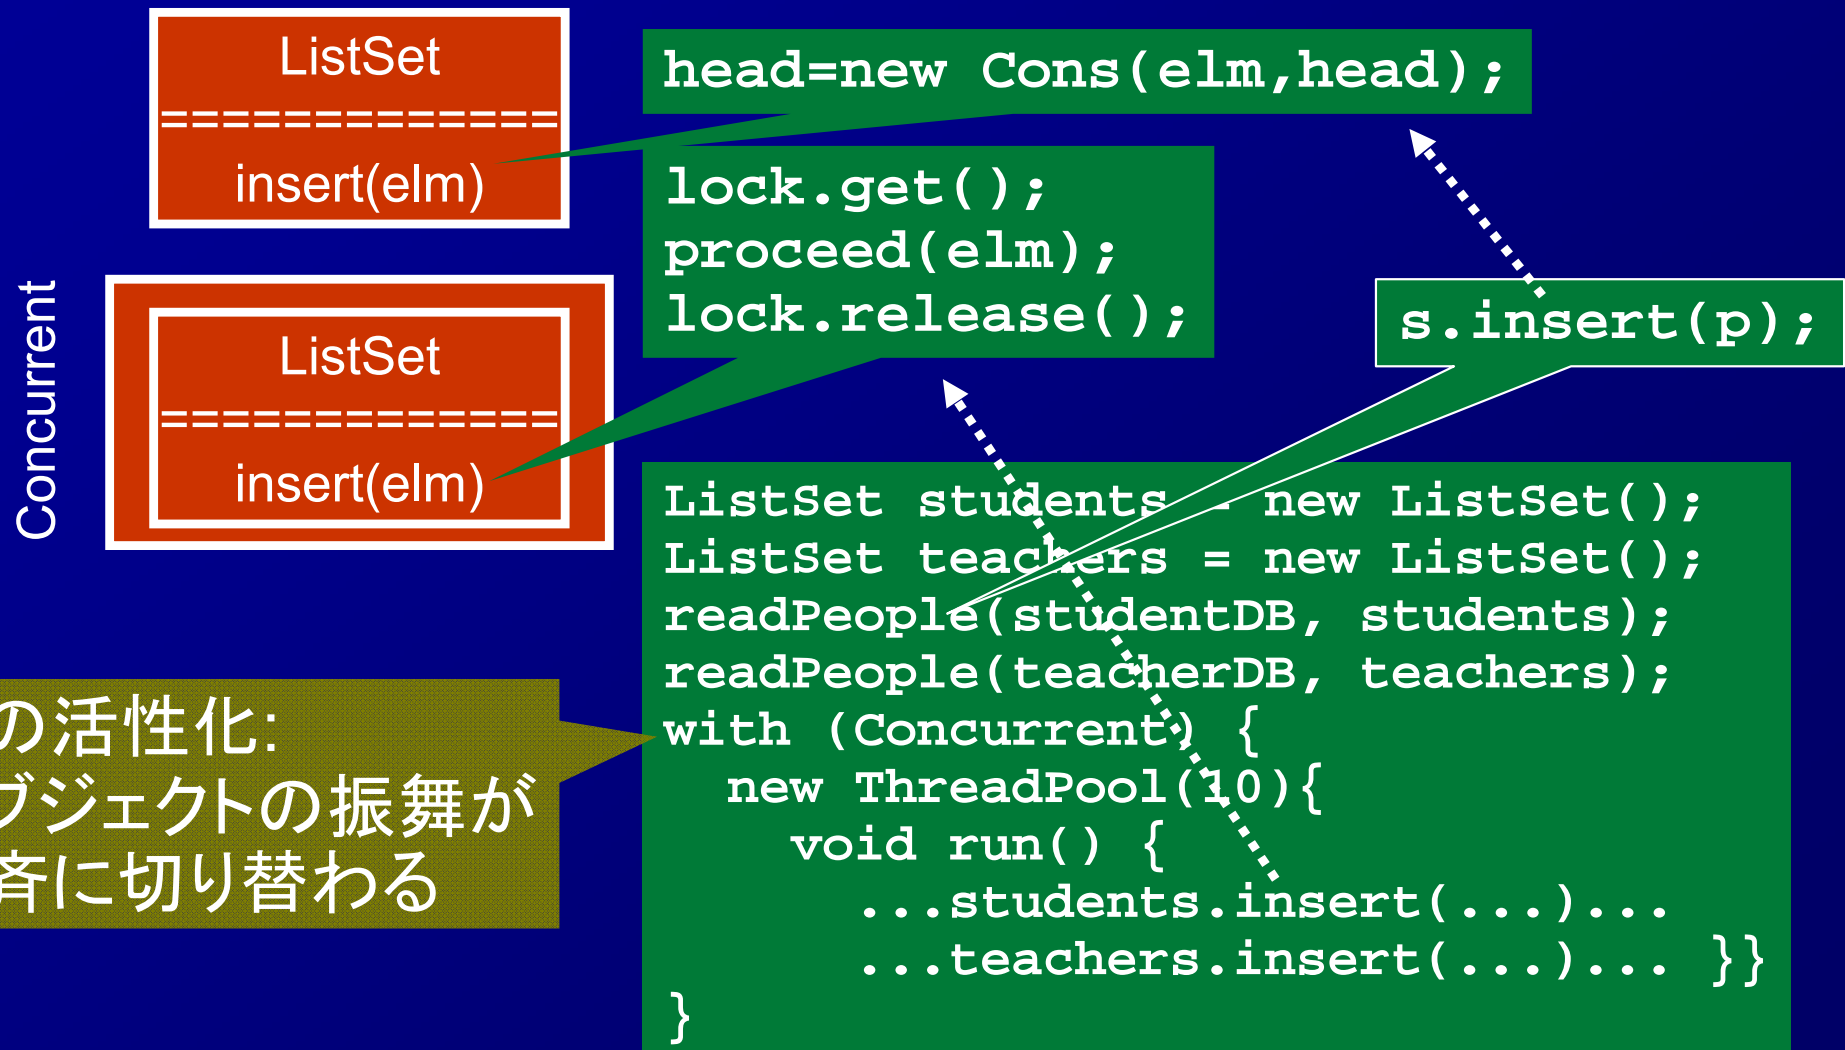 ListSet
=============
insert(elm)
head=new Cons(elm,head);
lock.get();
proceed(elm);
lock.release();
Concurrent
ListSet
=============
insert(elm)
s.insert(p);
ListSet students = new ListSet();
ListSet teachers = new ListSet();
readPeople(studentDB, students);
readPeople(teacherDB, teachers);
with (Concurrent) {
new ThreadPool(10){
void run() {
...students.insert(...)...
...teachers.insert(...)... }}
}
の活性化:
ブジェクトの振舞が
斉に切り替わる